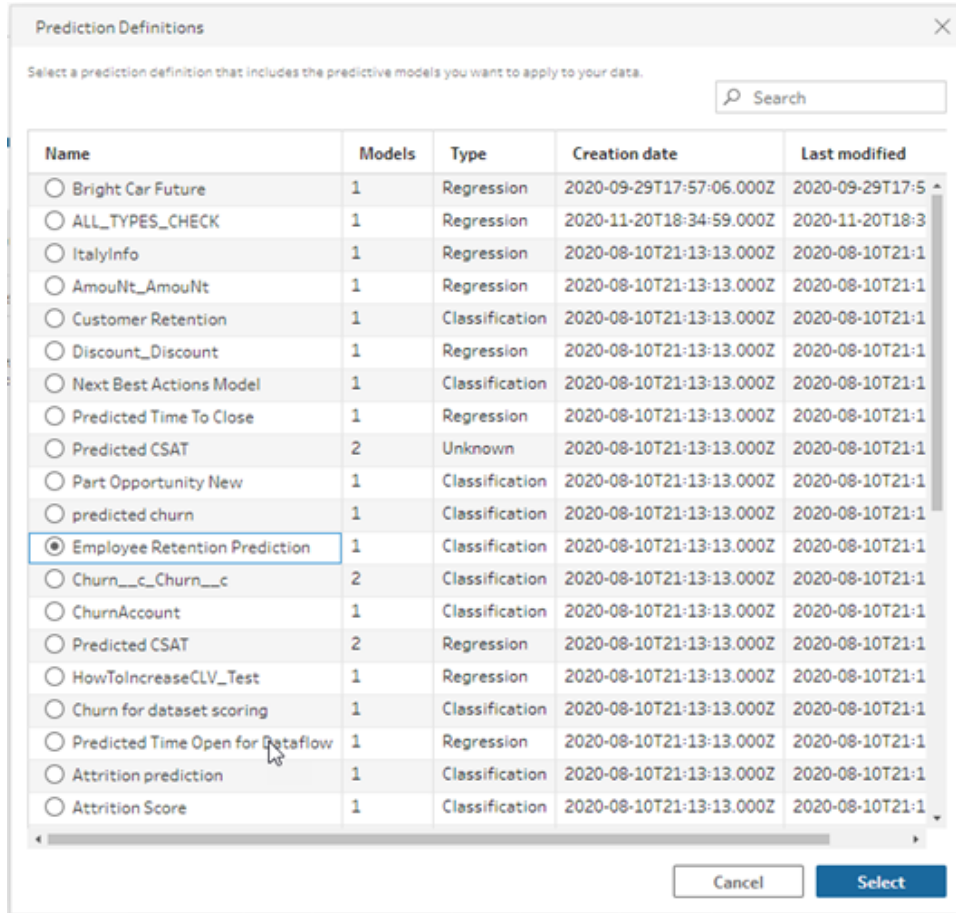 Prediction Definitions
Select a prediction definition that includes the predictive models you want to apply to your data.
Search
Name Models Type Creation date Last modified
Bright Car Future 1 Regression 2020-09-29T17:57:06.000Z 2020-09-29T17:5
ALL_TYPES_CHECK 1 Regression 2020-11-20T18:34:59.000Z 2020-11-20T18:3
ItalyInfo 1 Regression 2020-08-10T21:13:13.000Z 2020-08-10T21:1
AmouNt_AmouNt 1 Regression 2020-08-10T21:13:13.000Z 2020-08-10T21:1
Customer Retention 1 Classification 2020-08-10T21:13:13.000Z 2020-08-10T21:1
Discount_Discount 1 Regression 2020-08-10T21:13:13.000Z 2020-08-10T21:1
Next Best Actions Model 1 Classification 2020-08-10T21:13:13.000Z 2020-08-10T21:1
Predicted Time To Close 1 Regression 2020-08-10T21:13:13.000Z 2020-08-10T21:1
Predicted CSAT 2 Unknown 2020-08-10T21:13:13.000Z 2020-08-10T21:1
Part Opportunity New 1 Classification 2020-08-10T21:13:13.000Z 2020-08-10T21:1
predicted churn 1 Classification 2020-08-10T21:13:13.000Z 2020-08-10T21:1
Employee Retention Prediction 1 Classification 2020-08-10T21:13:13.000Z 2020-08-10T21:1
Churn__c_Churn__c 2 Classification 2020-08-10T21:13:13.000Z 2020-08-10T21:1
ChurnAccount 1 Classification 2020-08-10T21:13:13.000Z 2020-08-10T21:1
Predicted CSAT 2 Regression 2020-08-10T21:13:13.000Z 2020-08-10T21:1
HowToIncreaseCLV_Test 1 Regression 2020-08-10T21:13:13.000Z 2020-08-10T21:1
Churn for dataset scoring 1 Classification 2020-08-10T21:13:13.000Z 2020-08-10T21:1
Predicted Time Open for Dataflow 1 Regression 2020-08-10T21:13:13.000Z 2020-08-10T21:1
Attrition prediction 1 Classification 2020-08-10T21:13:13.000Z 2020-08-10T21:1
Attrition Score 1 Classification 2020-08-10T21:13:13.000Z 2020-08-10T21:1
Cancel Select